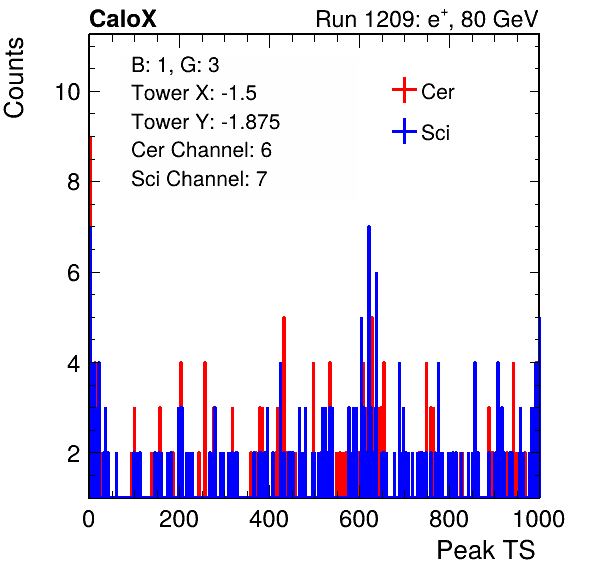 CaloX Run 1209: e+, 80 GeV
Counts
B: 1, G: 3
Tower X: -1.5
Tower Y: -1.875
Cer Channel: 6
Sci Channel: 7
Cer
Sci
10
8
6
4
2
0 200 400 600 800 1000
Peak TS